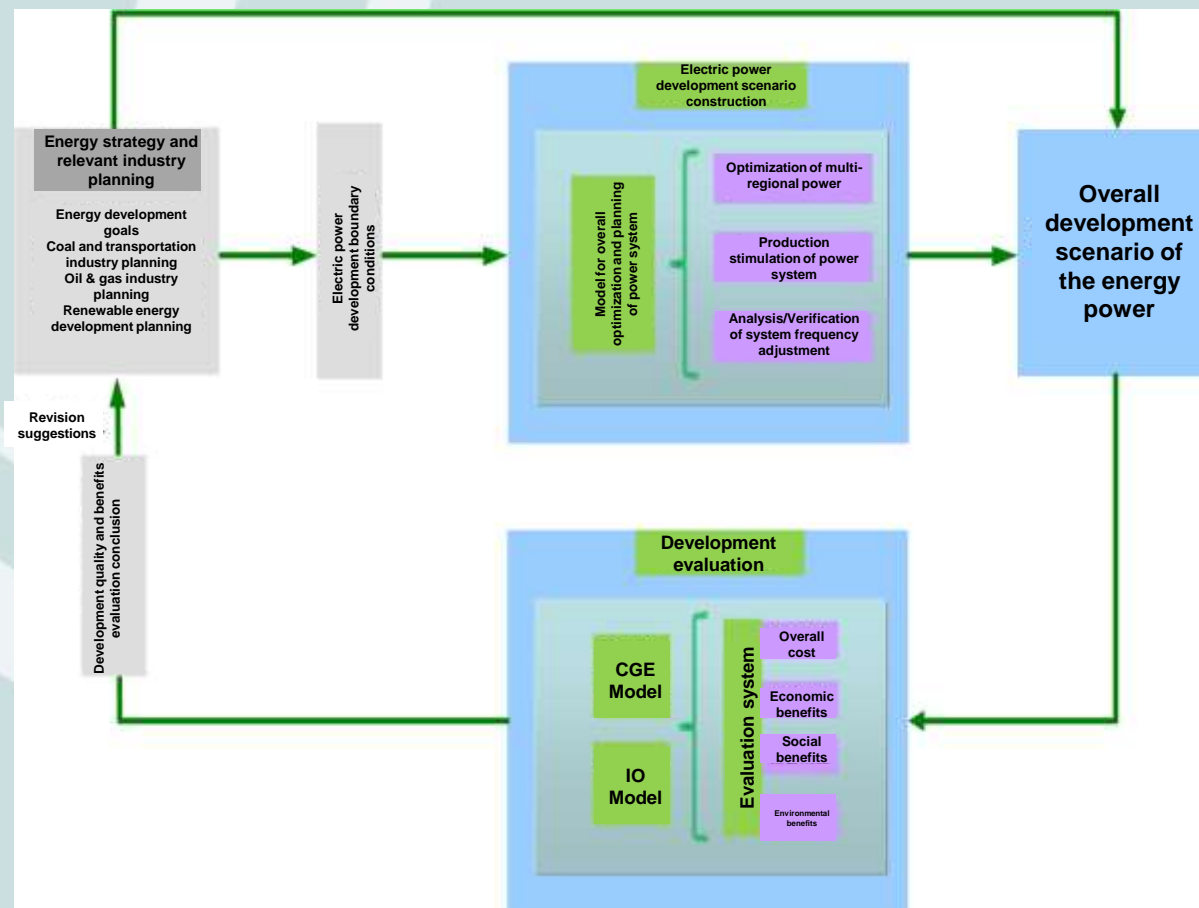 Energy strategy and
relevant industry
planning
Energy development
goals
Coal and transportation
industry planning
Oil & gas industry
planning
Renewable energy
development planning
Electric power
development boundary
conditions
Electric power
development scenario
construction
Model for overall
optimization and planning
of power system
Optimization of multi-
regional power
Production
stimulation of power
system
Analysis/Verification
of system frequency
adjustment
Overall
development
scenario of
the energy
power
Revision
suggestions
Development quality and benefits
evaluation conclusion
Development
evaluation
CGE
Model
IO
Model
Evaluation system
Overall
cost
Economic
benefits
Social
benefits
Environmental
benefits